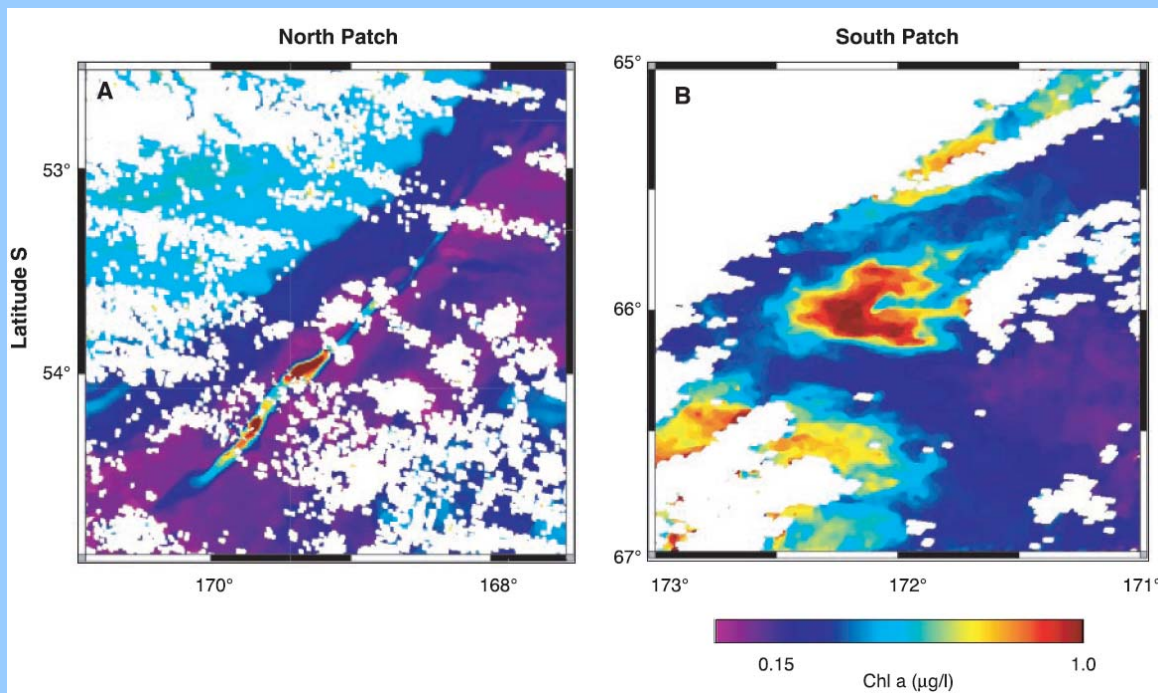 North Patch
South Patch
A
53°
54°
Latitude S
170°
168°
65°
B
66°
67°
173°
172°
171°
0.15
1.0
Chl a (µg/l)